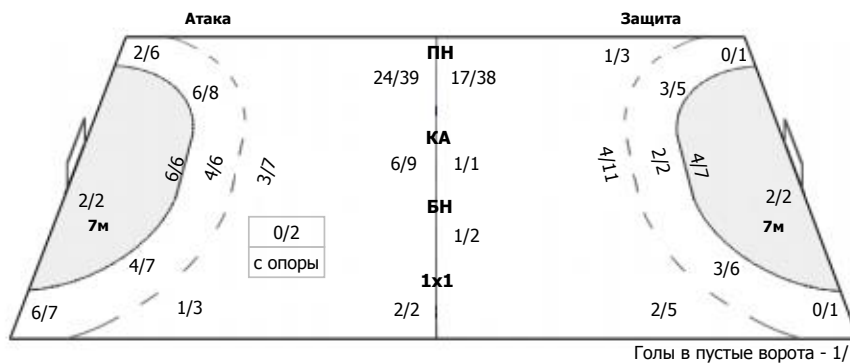 Атака Защита
2/6 ПН 1/3 0/1
24/39 17/38
6/8 3/5
КА
6/6 4/6 3/7 6/9 1/1 4/11 2/2 4/7
2/2 БН 2/2
7м 0/2 1/2 7м
4/7 с опоры 3/6
1x1
6/7 1/3 2/2 2/5 0/1
Голы в пустые ворота - 1/